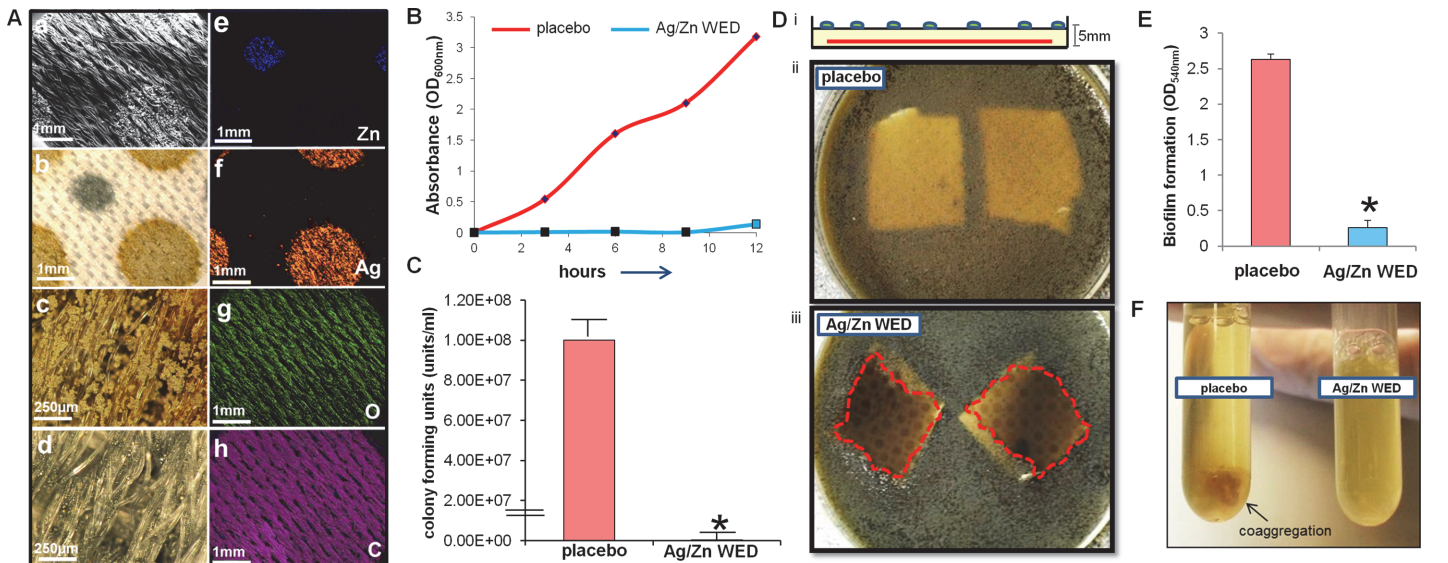 A
a
1mm
e
1mm
Zn
b
1mm
f
1mm
Ag
c
250µm
g
1mm
O
d
250µm
h
1mm
C
B
placebo
Ag/Zn WED
Absorbance (OD600nm)
3.5
3
2.5
2
1.5
1
0.5
0
0 2 4 6 8 10 12
hours
C
colony forming units (units/ml)
1.20E+08
1.00E+08
8.00E+07
6.00E+07
4.00E+07
2.00E+07
0.00E+00
*
placebo
Ag/Zn WED
D
i
5mm
ii
placebo
iii
Ag/Zn WED
E
Biofilm formation (OD540nm)
3
2.5
2
1.5
1
0.5
0
*
placebo
Ag/Zn WED
F
placebo
Ag/Zn WED
coaggregation